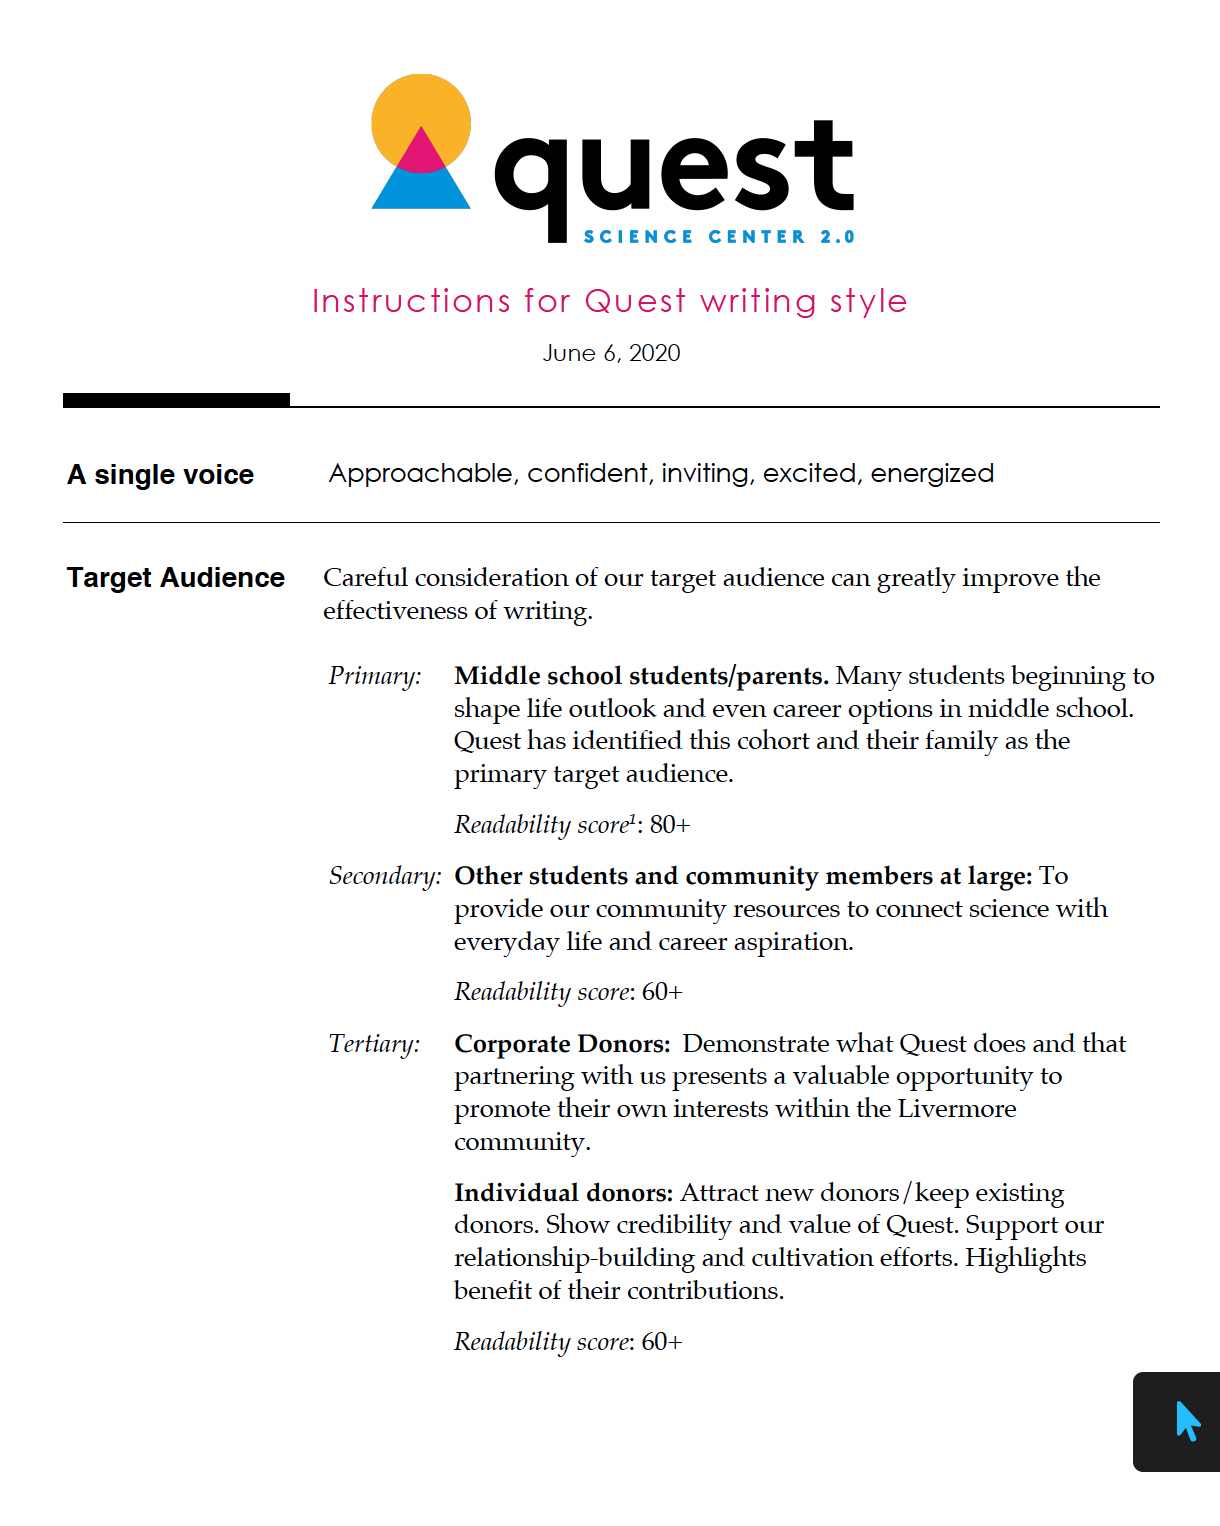 quest
SCIENCE CENTER 2.0
Instructions for Quest writing style
June 6, 2020
A single voice
Approachable, confident, inviting, excited, energized
Target Audience
Careful consideration of our target audience can greatly improve the
effectiveness of writing.
Primary:
Middle school students/parents. Many students beginning to
shape life outlook and even career options in middle school.
Quest has identified this cohort and their family as the
primary target audience.
Readability score¹: 80+
Secondary:
Other students and community members at large: To
provide our community resources to connect science with
everyday life and career aspiration.
Readability score: 60+
Tertiary:
Corporate Donors:  Demonstrate what Quest does and that
partnering with us presents a valuable opportunity to
promote their own interests within the Livermore
community.
Individual donors: Attract new donors/keep existing
donors. Show credibility and value of Quest. Support our
relationship-building and cultivation efforts. Highlights
benefit of their contributions.
Readability score: 60+